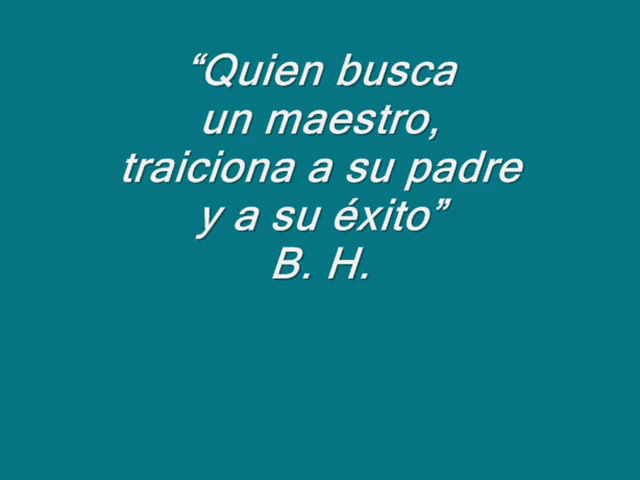 “Quien busca
un maestro,
traiciona a su padre
y a su éxito”
B. H.